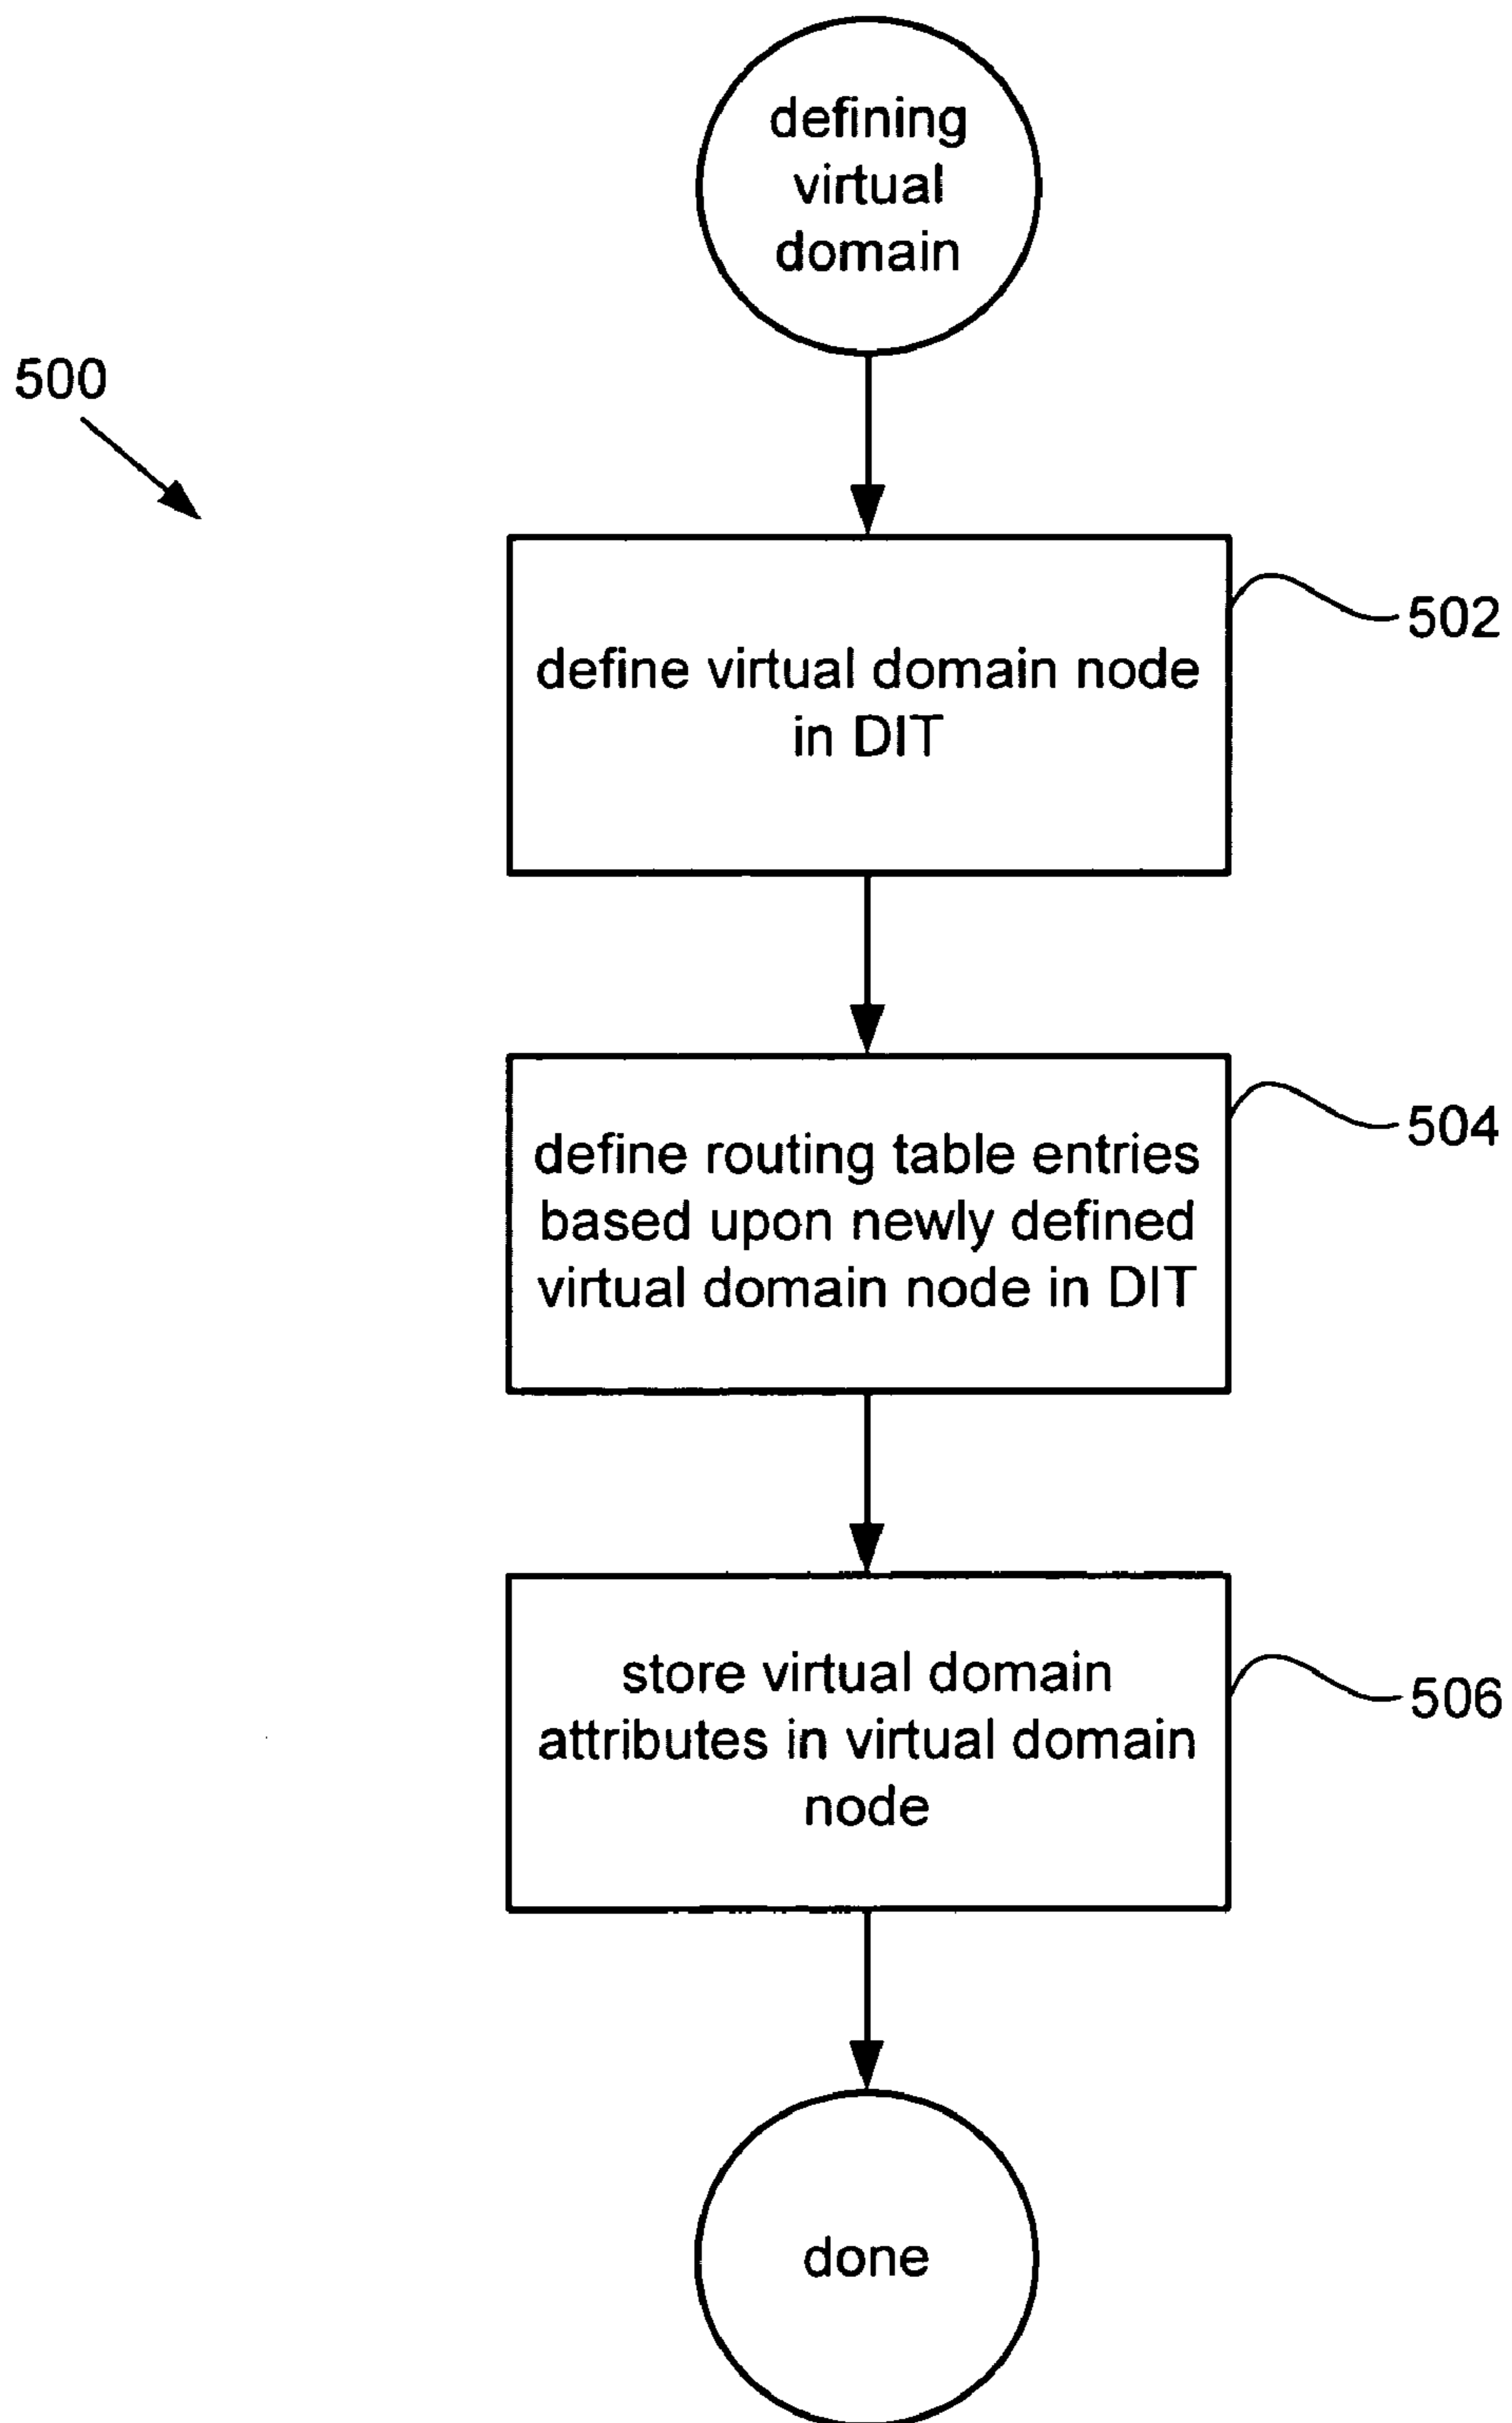 defining
virtual
domain
500
define virtual domain node
in DIT
502
define routing table entries
based upon newly defined
virtual domain node in DIT
504
store virtual domain
attributes in virtual domain
node
506
done